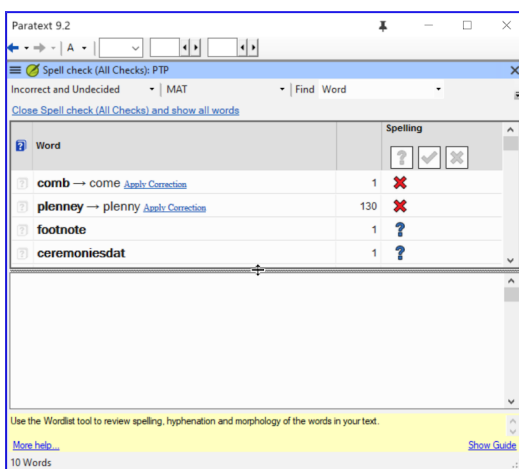 Paratext 9.2
A
Spell check (All Checks): PTP
Incorrect and Undecided MAT Find Word
Close Spell check (All Checks) and show all words
Word Spelling
comb → come Apply Correction 1
plenney → plenny Apply Correction 130
footnote 1
ceremoniesdat 1
Use the Wordlist tool to review spelling, hyphenation and morphology of the words in your text.
More help... Show Guide
10 Words